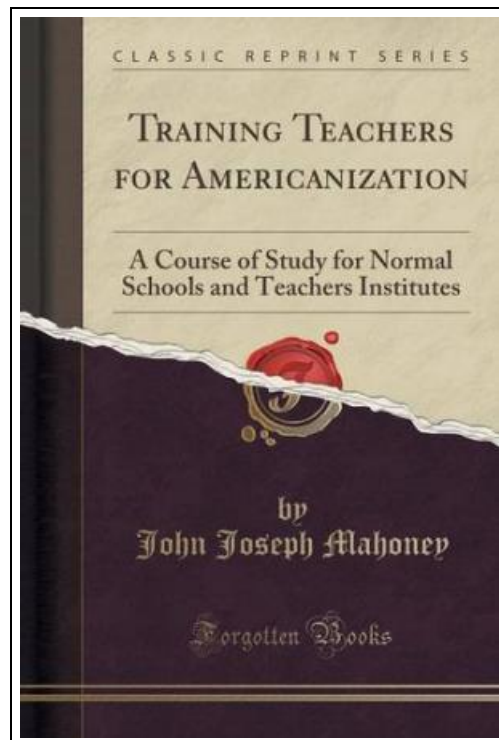 CLASSIC REPRINT SERIES
TRAINING TEACHERS
FOR AMERICANIZATION
A Course of Study for Normal
Schools and Teachers Institutes
F
by
John Joseph Mahoney
Forgotten Books